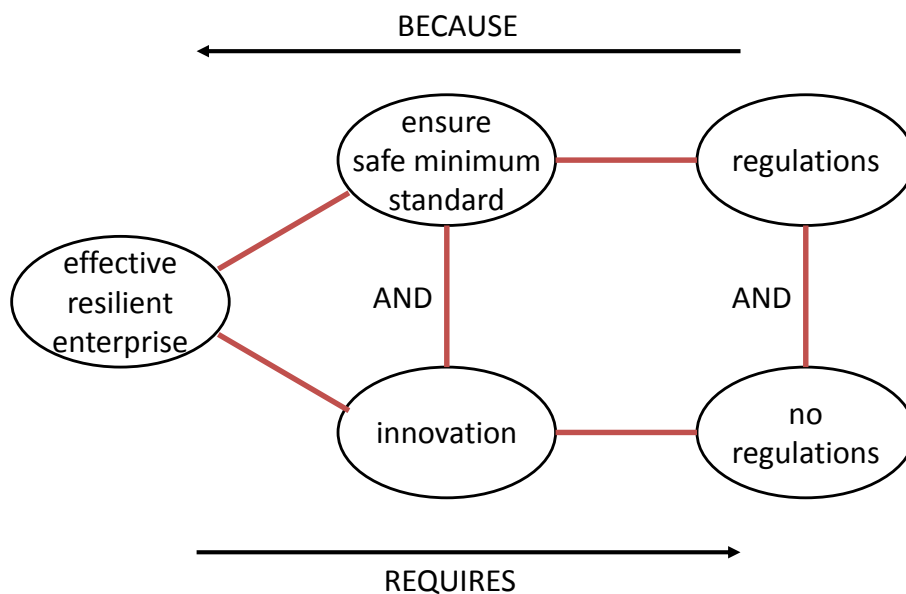 BECAUSE
ensure
safe minimum
standard
regulations
effective
resilient
enterprise
AND
AND
innovation
no
regulations
REQUIRES